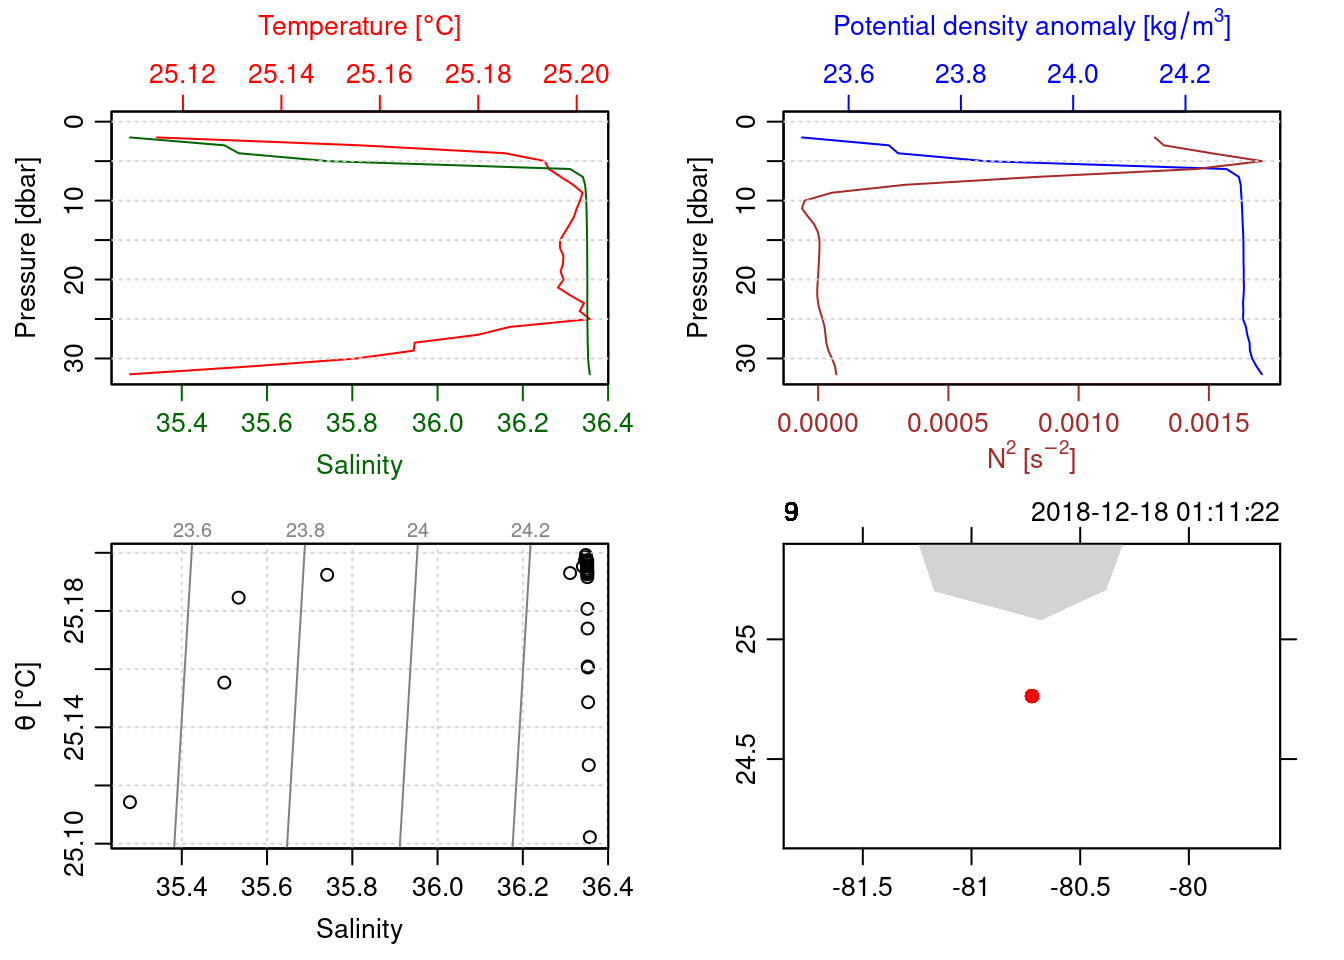 Temperature [°C]
25.12 25.14 25.16 25.18 25.20
Pressure [dbar]
0 10 20 30
35.4 35.6 35.8 36.0 36.2 36.4
Salinity
Potential density anomaly [kg/m³]
23.6 23.8 24.0 24.2
Pressure [dbar]
0 10 20 30
0.0000 0.0005 0.0010 0.0015
N² [s⁻²]
23.6 23.8 24 24.2
θ [°C]
25.18 25.14 25.10
35.4 35.6 35.8 36.0 36.2 36.4
Salinity
2018-12-18 01:11:22
25 24.5
-81.5 -81 -80.5 -80